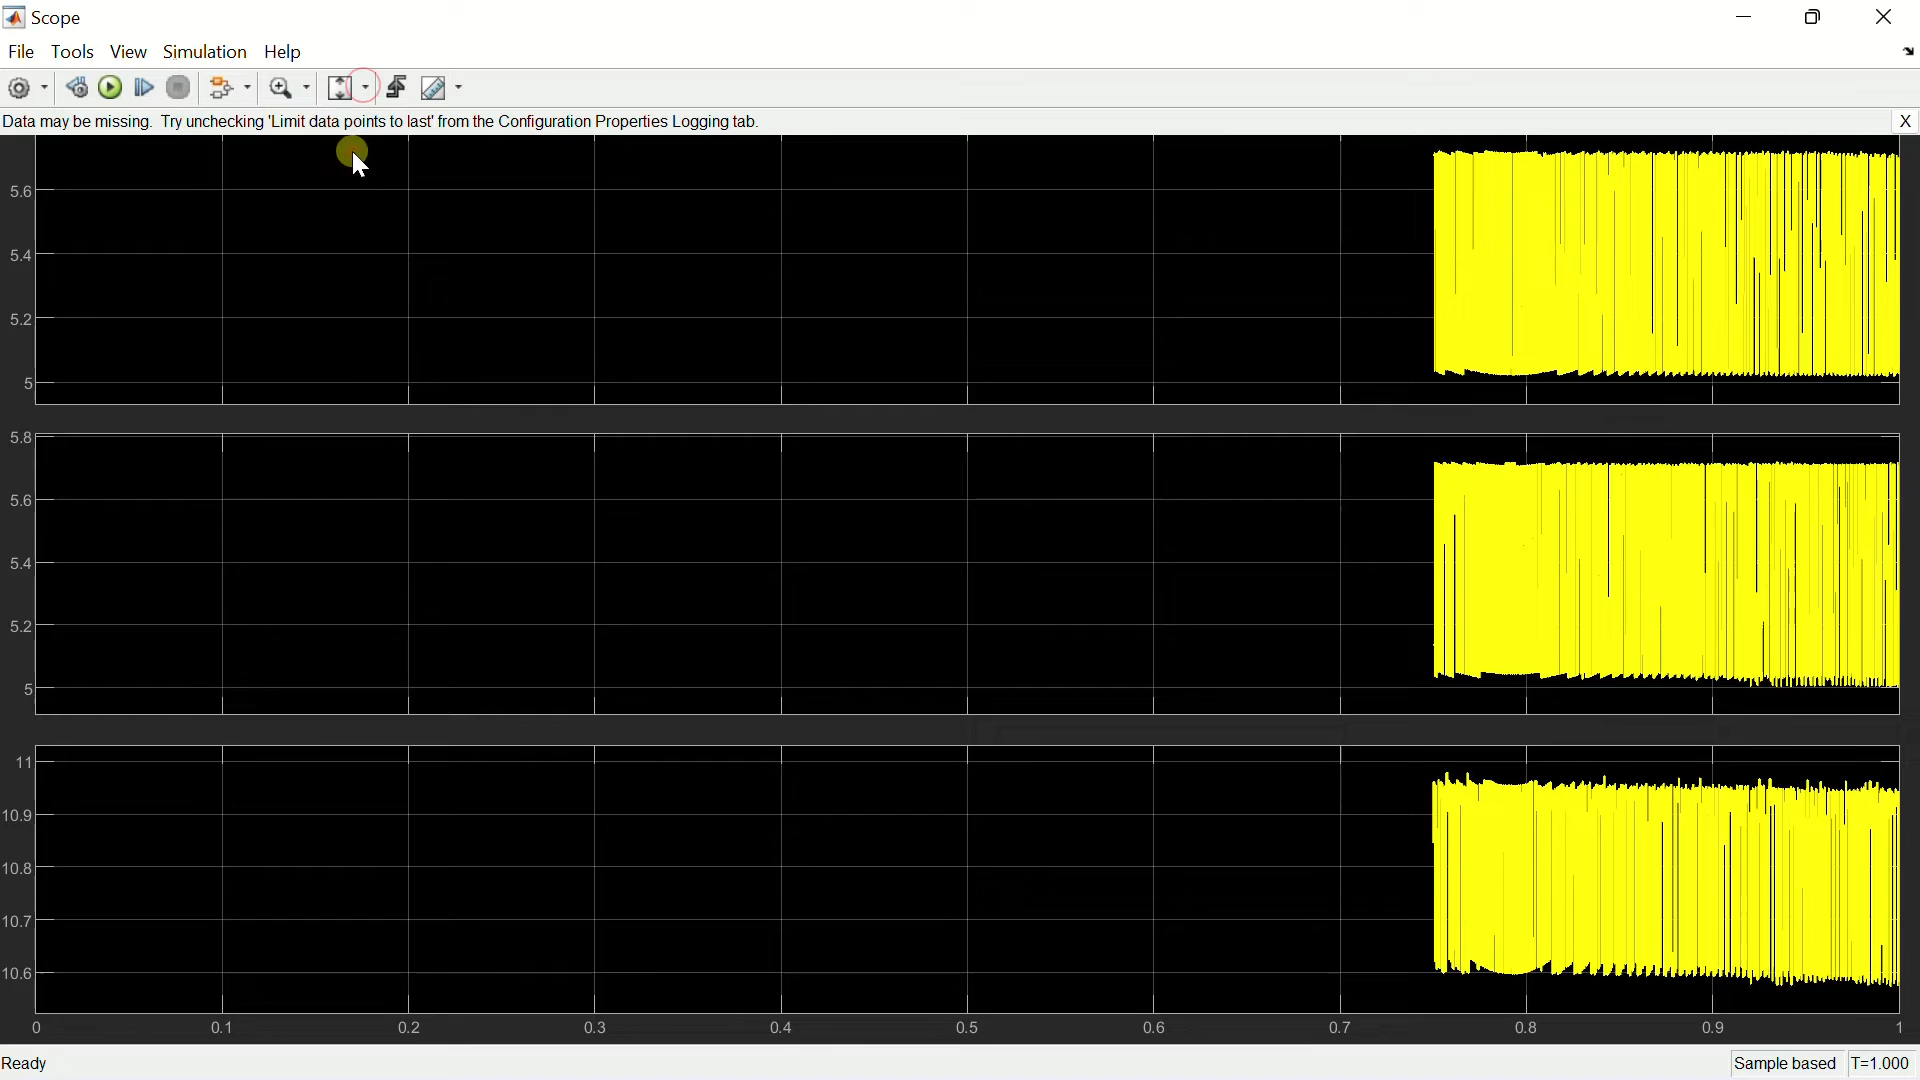 Scope
File Tools View Simulation Help
Data may be missing. Try unchecking 'Limit data points to last' from the Configuration Properties Logging tab. X
5.6
5.4
5.2
5
5.8
5.6
5.4
5.2
5
11
10.9
10.8
10.7
10.6
0 0.1 0.2 0.3 0.4 0.5 0.6 0.7 0.8 0.9 1
Ready Sample based T=1.000